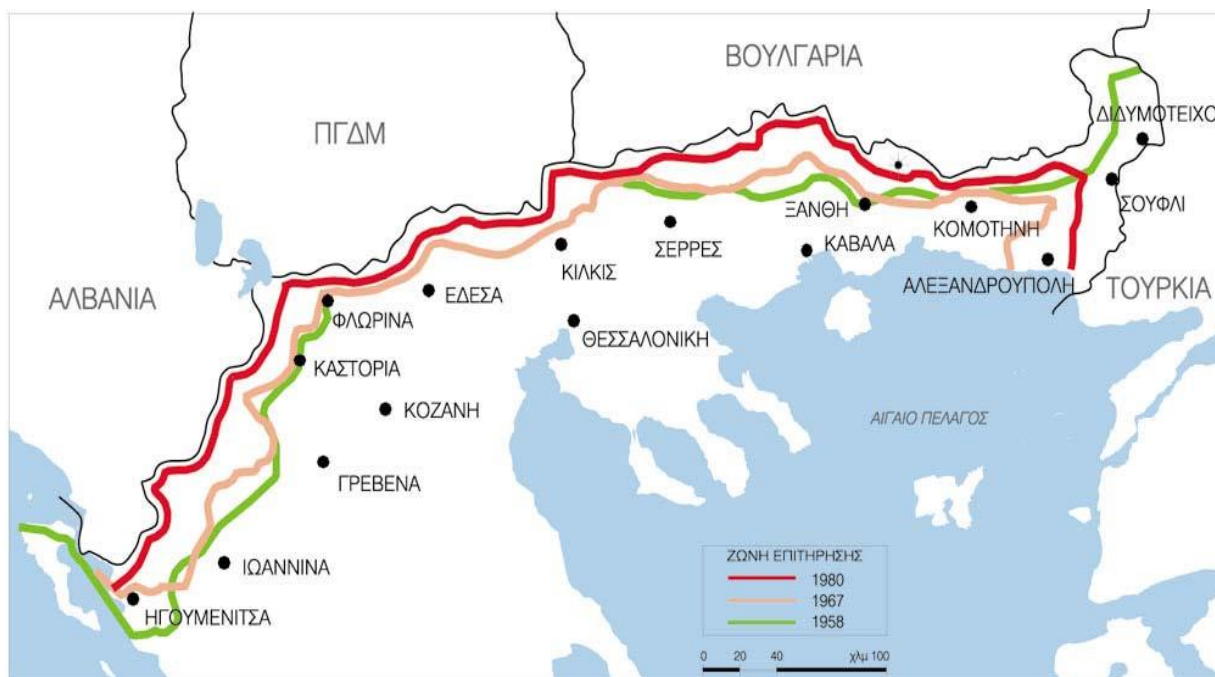 ΒΟΥΛΓΑΡΙΑ
ΠΓΔΜ
ΔΙΔΥΜΟΤΕΙΧΟ
ΣΟΥΦΛΙ
ΞΑΝΘΗ
ΚΟΜΟΤΗΝΗ
ΣΕΡΡΕΣ
ΚΑΒΑΛΑ
ΚΙΛΚΙΣ
ΑΛΕΞΑΝΔΡΟΥΠΟΛΗ
ΤΟΥΡΚΙΑ
ΑΛΒΑΝΙΑ
ΕΔΕΣΑ
ΦΛΩΡΙΝΑ
ΘΕΣΣΑΛΟΝΙΚΗ
ΚΑΣΤΟΡΙΑ
ΚΟΖΑΝΗ
ΑΙΓΑΙΟ ΠΕΛΑΓΟΣ
ΓΡΕΒΕΝΑ
ΙΩΑΝΝΙΝΑ
ΗΓΟΥΜΕΝΙΤΣΑ
ΖΩΝΗ ΕΠΙΤΗΡΗΣΗΣ
1980
1967
1958
0 20 40 χλμ 100